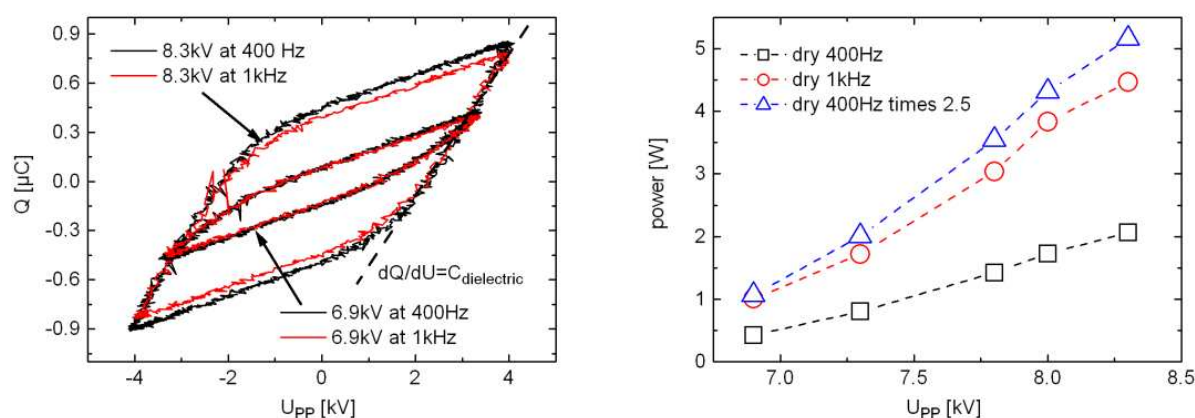 0.9
0.6
0.3
0.0
-0.3
-0.6
-0.9
Q [µC]
8.3kV at 400 Hz
8.3kV at 1kHz
dQ/dU=C_dielectric
6.9kV at 400Hz
6.9kV at 1kHz
-4 -2 0 2 4
U_PP [kV]
5
4
3
2
1
0
power [W]
dry 400Hz
dry 1kHz
dry 400Hz times 2.5
7.0 7.5 8.0 8.5
U_PP [kV]